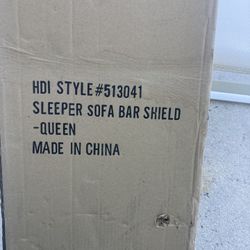 HDI STYLE#513041
SLEEPER SOFA BAR SHIELD
-QUEEN
MADE IN CHINA